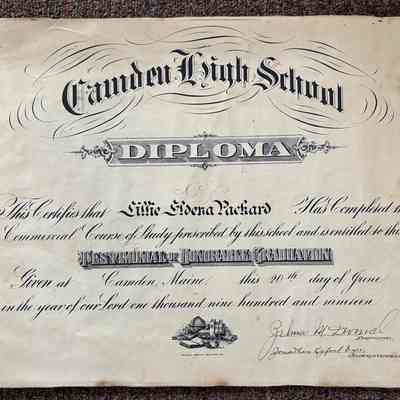 Camden High School
DIPLOMA
This Certifies that Lillie Eldena Packard Has Completed the
Commercial Course of Study prescribed by this school and is entitled to this
TESTIMONIAL OF HONORABLE GRADUATION
Given at Camden, Maine, this 20th day of June
in the year of our Lord one thousand nine hundred and nineteen